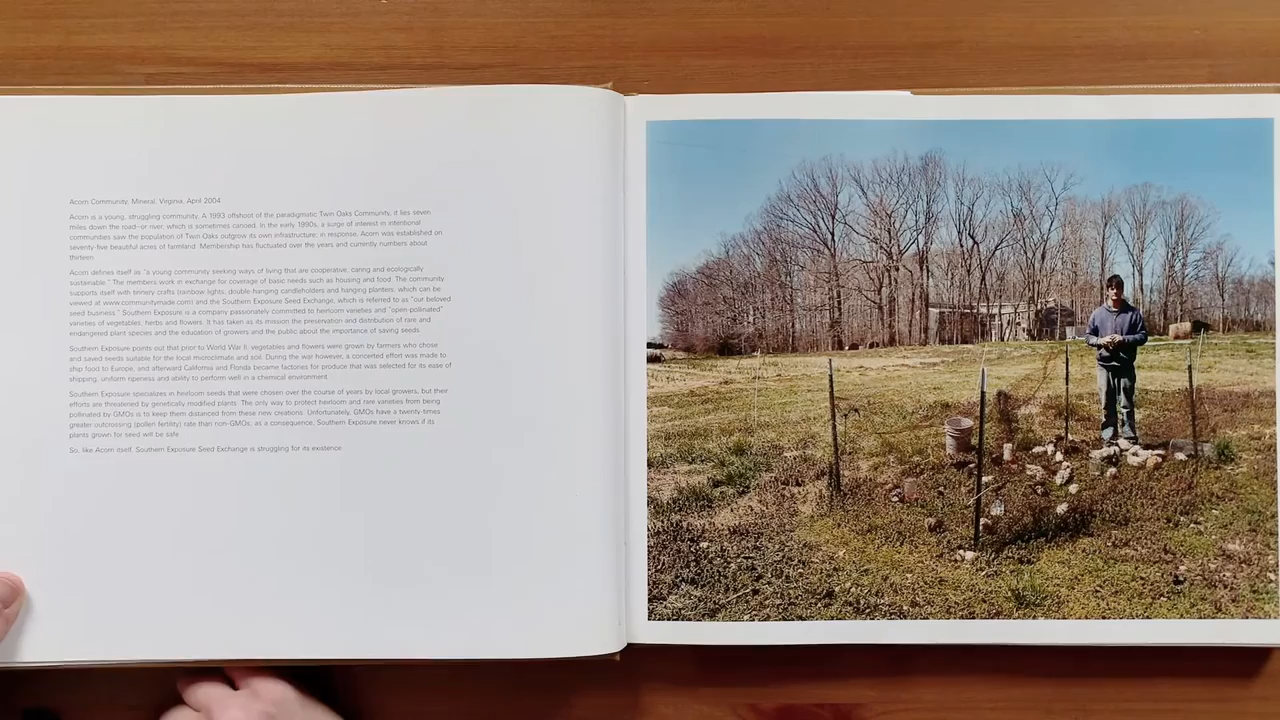 Acorn Community, Mineral, Virginia, April 2004
Acorn is a young, struggling community. A 1993 offshoot of the paradigmatic Twin Oaks Community, it lies seven
miles down the road–or river, which is sometimes canoed. In the early 1990s, a surge of interest in intentional
communities saw the population of Twin Oaks outgrow its own infrastructure; in response, Acorn was established on
seventy-five beautiful acres of farmland. Membership has fluctuated over the years and currently numbers about
thirteen.
Acorn defines itself as "a young community seeking ways of living that are cooperative, caring and ecologically
sustainable." The members work in exchange for coverage of basic needs such as housing and food. The community
supports itself with tinnery crafts (rainbow lights, double-hanging candleholders and hanging planters, which can be
viewed at www.communitymade.com) and the Southern Exposure Seed Exchange, which is referred to as "our beloved
seed business." Southern Exposure is a company passionately committed to heirloom varieties and "open-pollinated"
varieties of vegetables, herbs and flowers. It has taken as its mission the preservation and distribution of rare and
endangered plant species and the education of growers and the public about the importance of saving seeds.
Southern Exposure points out that prior to World War II, vegetables and flowers were grown by farmers who chose
and saved seeds suitable for the local microclimate and soil. During the war however, a concerted effort was made to
ship food to Europe, and afterward California and Florida became factories for produce that was selected for its ease of
shipping, uniform ripeness and ability to perform well in a chemical environment.
Southern Exposure specializes in heirloom seeds that were chosen over the course of years by local growers, but their
efforts are threatened by genetically modified plants. The only way to protect heirloom and rare varieties from being
pollinated by GMOs is to keep them distanced from these new creations. Unfortunately, GMOs have a twenty-times
greater outcrossing (pollen fertility) rate than non-GMOs; as a consequence, Southern Exposure never knows if its
plants grown for seed will be safe.
So, like Acorn itself, Southern Exposure Seed Exchange is struggling for its existence.